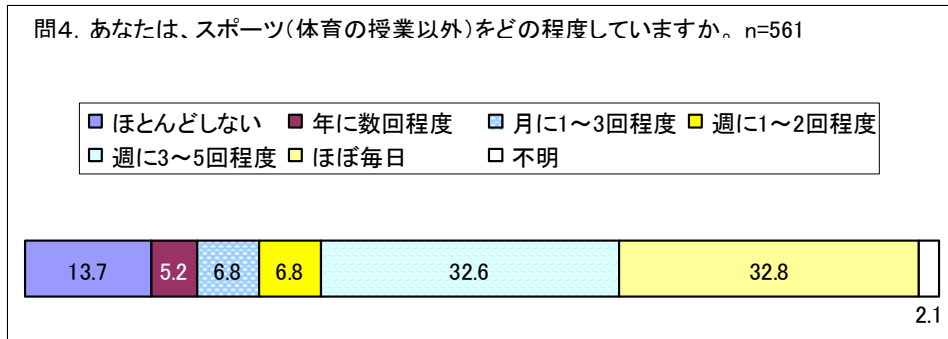 問4．あなたは、スポーツ（体育の授業以外）をどの程度していますか。 n=561
ほとんどしない 年に数回程度 月に1～3回程度 週に1～2回程度
週に3～5回程度 ほぼ毎日 不明
13.7 5.2 6.8 6.8 32.6 32.8
2.1